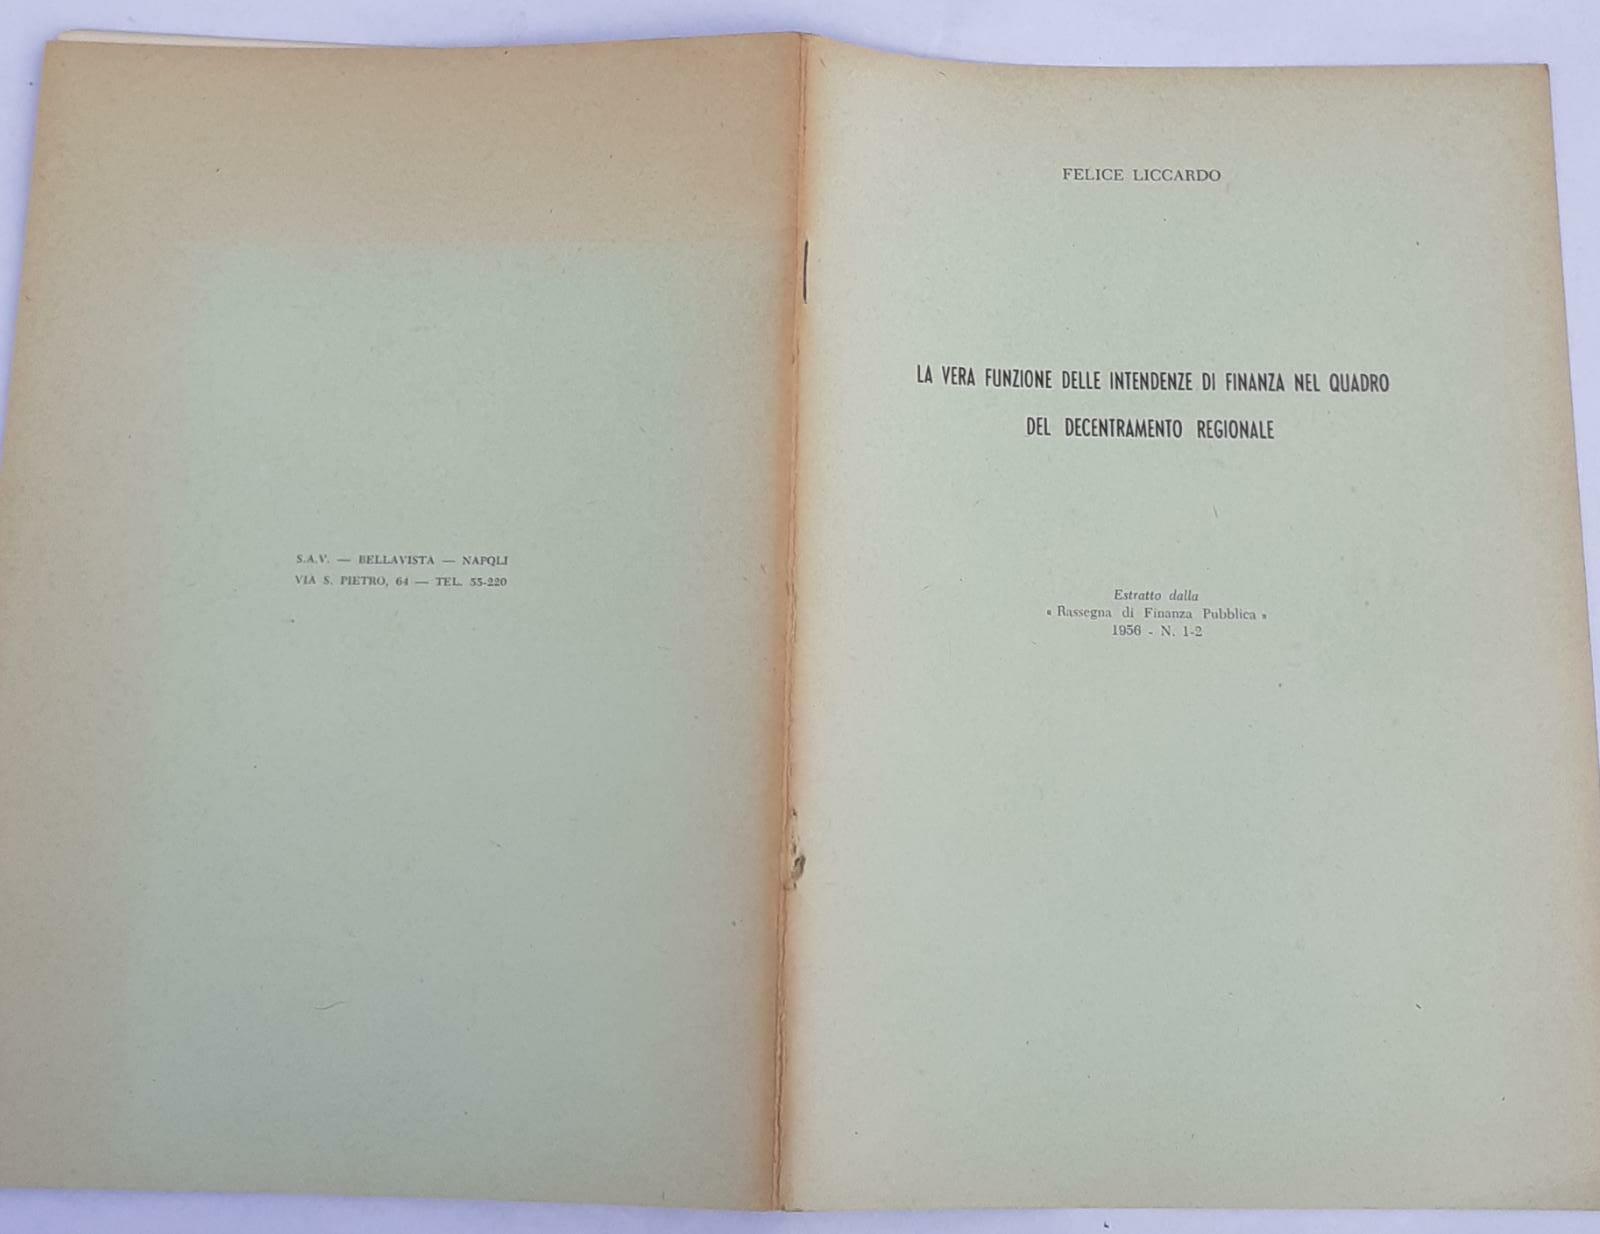 S.A.V. — BELLAVISTA — NAPOLI
VIA S. PIETRO, 64 — TEL. 55-220
FELICE LICCARDO
LA VERA FUNZIONE DELLE INTENDENZE DI FINANZA NEL QUADRO
DEL DECENTRAMENTO REGIONALE
Estratto dalla
« Rassegna di Finanza Pubblica »
1956 - N. 1-2